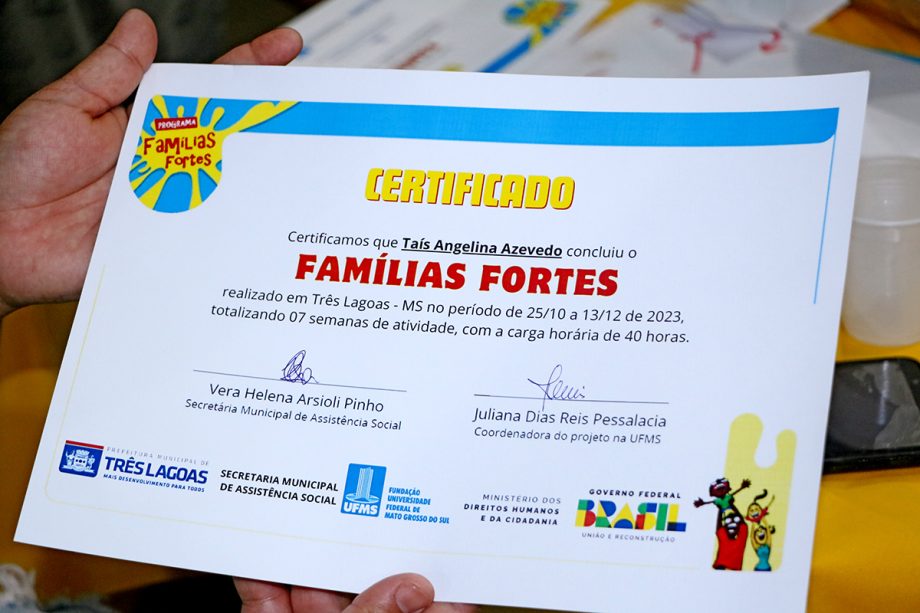 PROGRAMA
Famílias
Fortes
CERTIFICADO
Certificamos que Taís Angelina Azevedo concluiu o
FAMÍLIAS FORTES
realizado em Três Lagoas - MS no período de 25/10 a 13/12 de 2023,
totalizando 07 semanas de atividade, com a carga horária de 40 horas.
Vera Helena Arsioli Pinho
Secretária Municipal de Assistência Social
Juliana Dias Reis Pessalacia
Coordenadora do projeto na UFMS
PREFEITURA MUNICIPAL DE
TRÊS LAGOAS
MAIS DESENVOLVIMENTO PARA TODOS
SECRETARIA MUNICIPAL
DE ASSISTÊNCIA SOCIAL
UFMS
FUNDAÇÃO
UNIVERSIDADE
FEDERAL DE
MATO GROSSO DO SUL
MINISTÉRIO DOS
DIREITOS HUMANOS
E DA CIDADANIA
GOVERNO FEDERAL
BRASIL
UNIÃO E RECONSTRUÇÃO